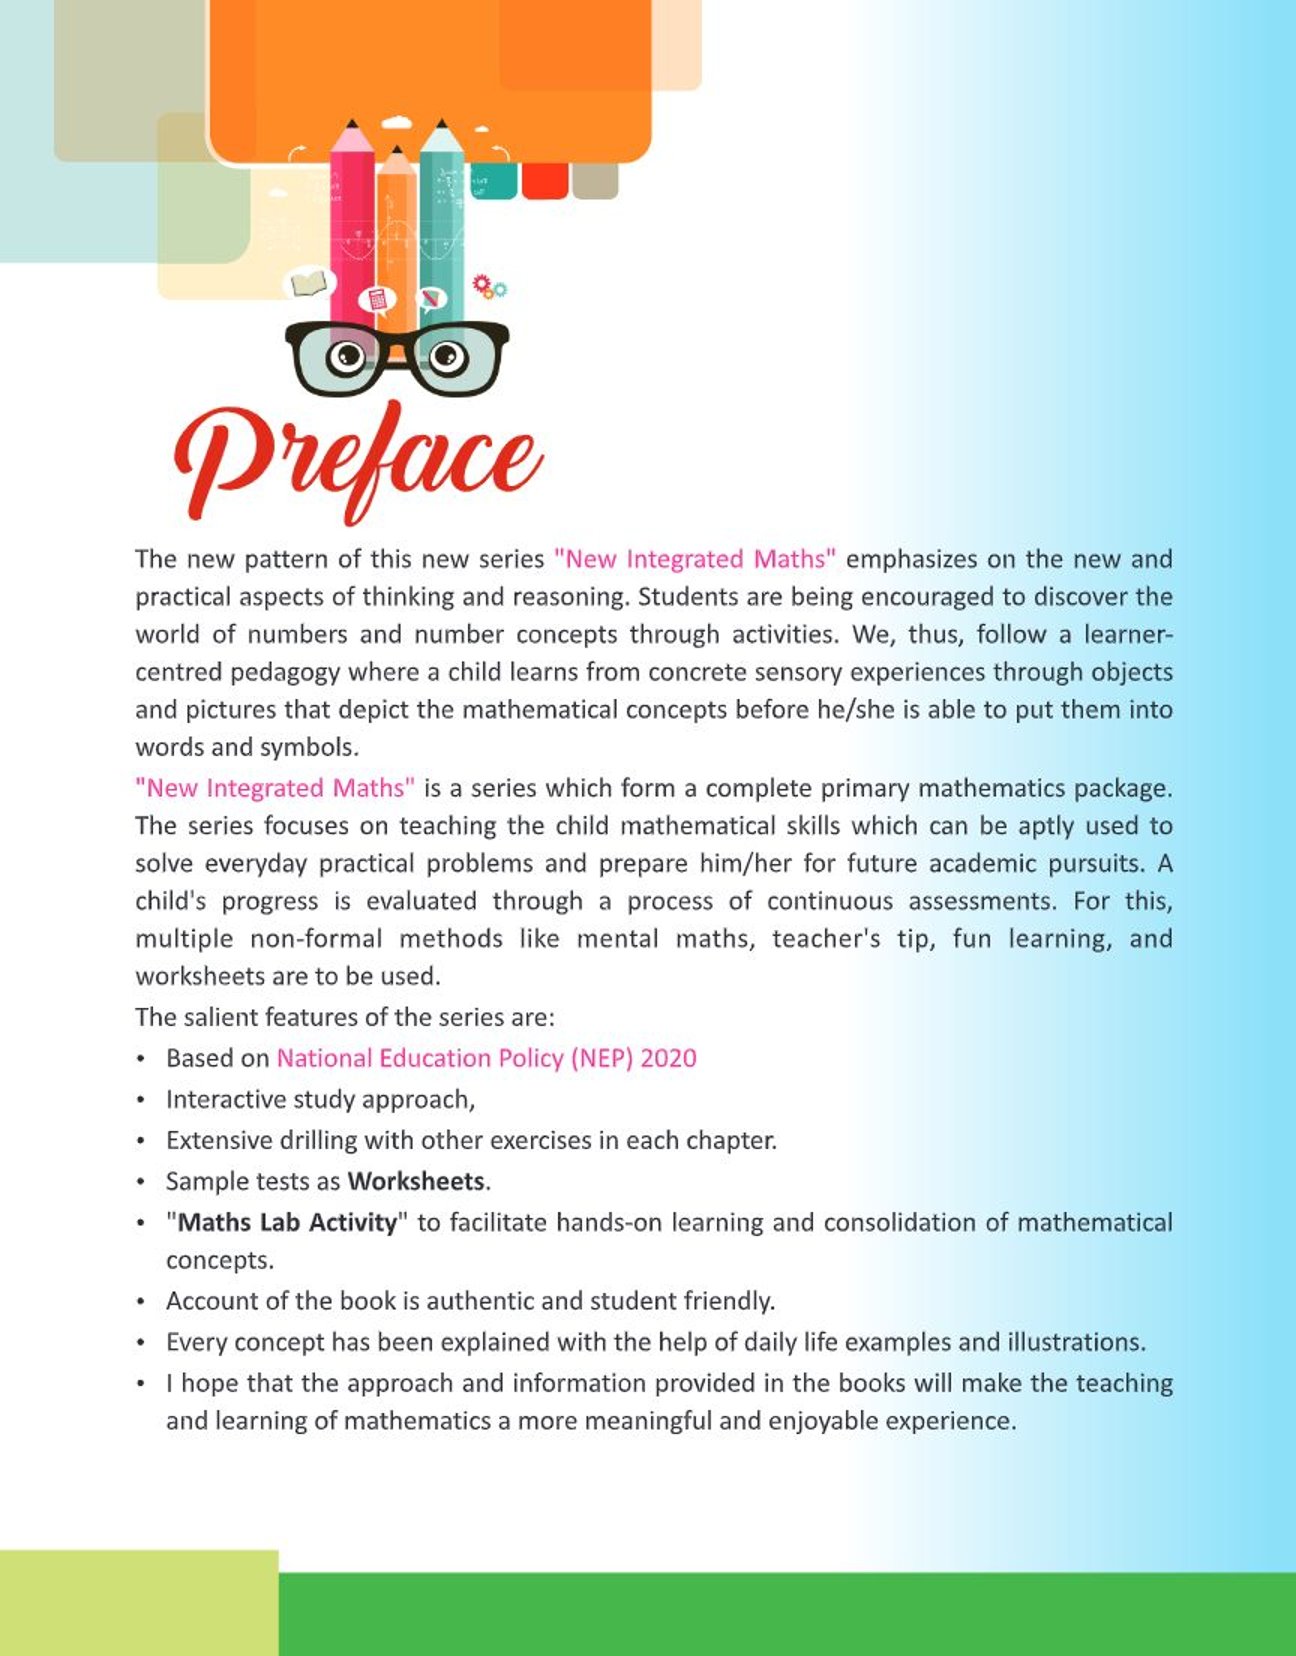 Preface
The new pattern of this new series "New Integrated Maths" emphasizes on the new and
practical aspects of thinking and reasoning. Students are being encouraged to discover the
world of numbers and number concepts through activities. We, thus, follow a learner-
centred pedagogy where a child learns from concrete sensory experiences through objects
and pictures that depict the mathematical concepts before he/she is able to put them into
words and symbols.
"New Integrated Maths" is a series which form a complete primary mathematics package.
The series focuses on teaching the child mathematical skills which can be aptly used to
solve everyday practical problems and prepare him/her for future academic pursuits. A
child's progress is evaluated through a process of continuous assessments. For this,
multiple non-formal methods like mental maths, teacher's tip, fun learning, and
worksheets are to be used.
The salient features of the series are:
• Based on National Education Policy (NEP) 2020
• Interactive study approach,
• Extensive drilling with other exercises in each chapter.
• Sample tests as Worksheets.
• "Maths Lab Activity" to facilitate hands-on learning and consolidation of mathematical
concepts.
• Account of the book is authentic and student friendly.
• Every concept has been explained with the help of daily life examples and illustrations.
• I hope that the approach and information provided in the books will make the teaching
and learning of mathematics a more meaningful and enjoyable experience.